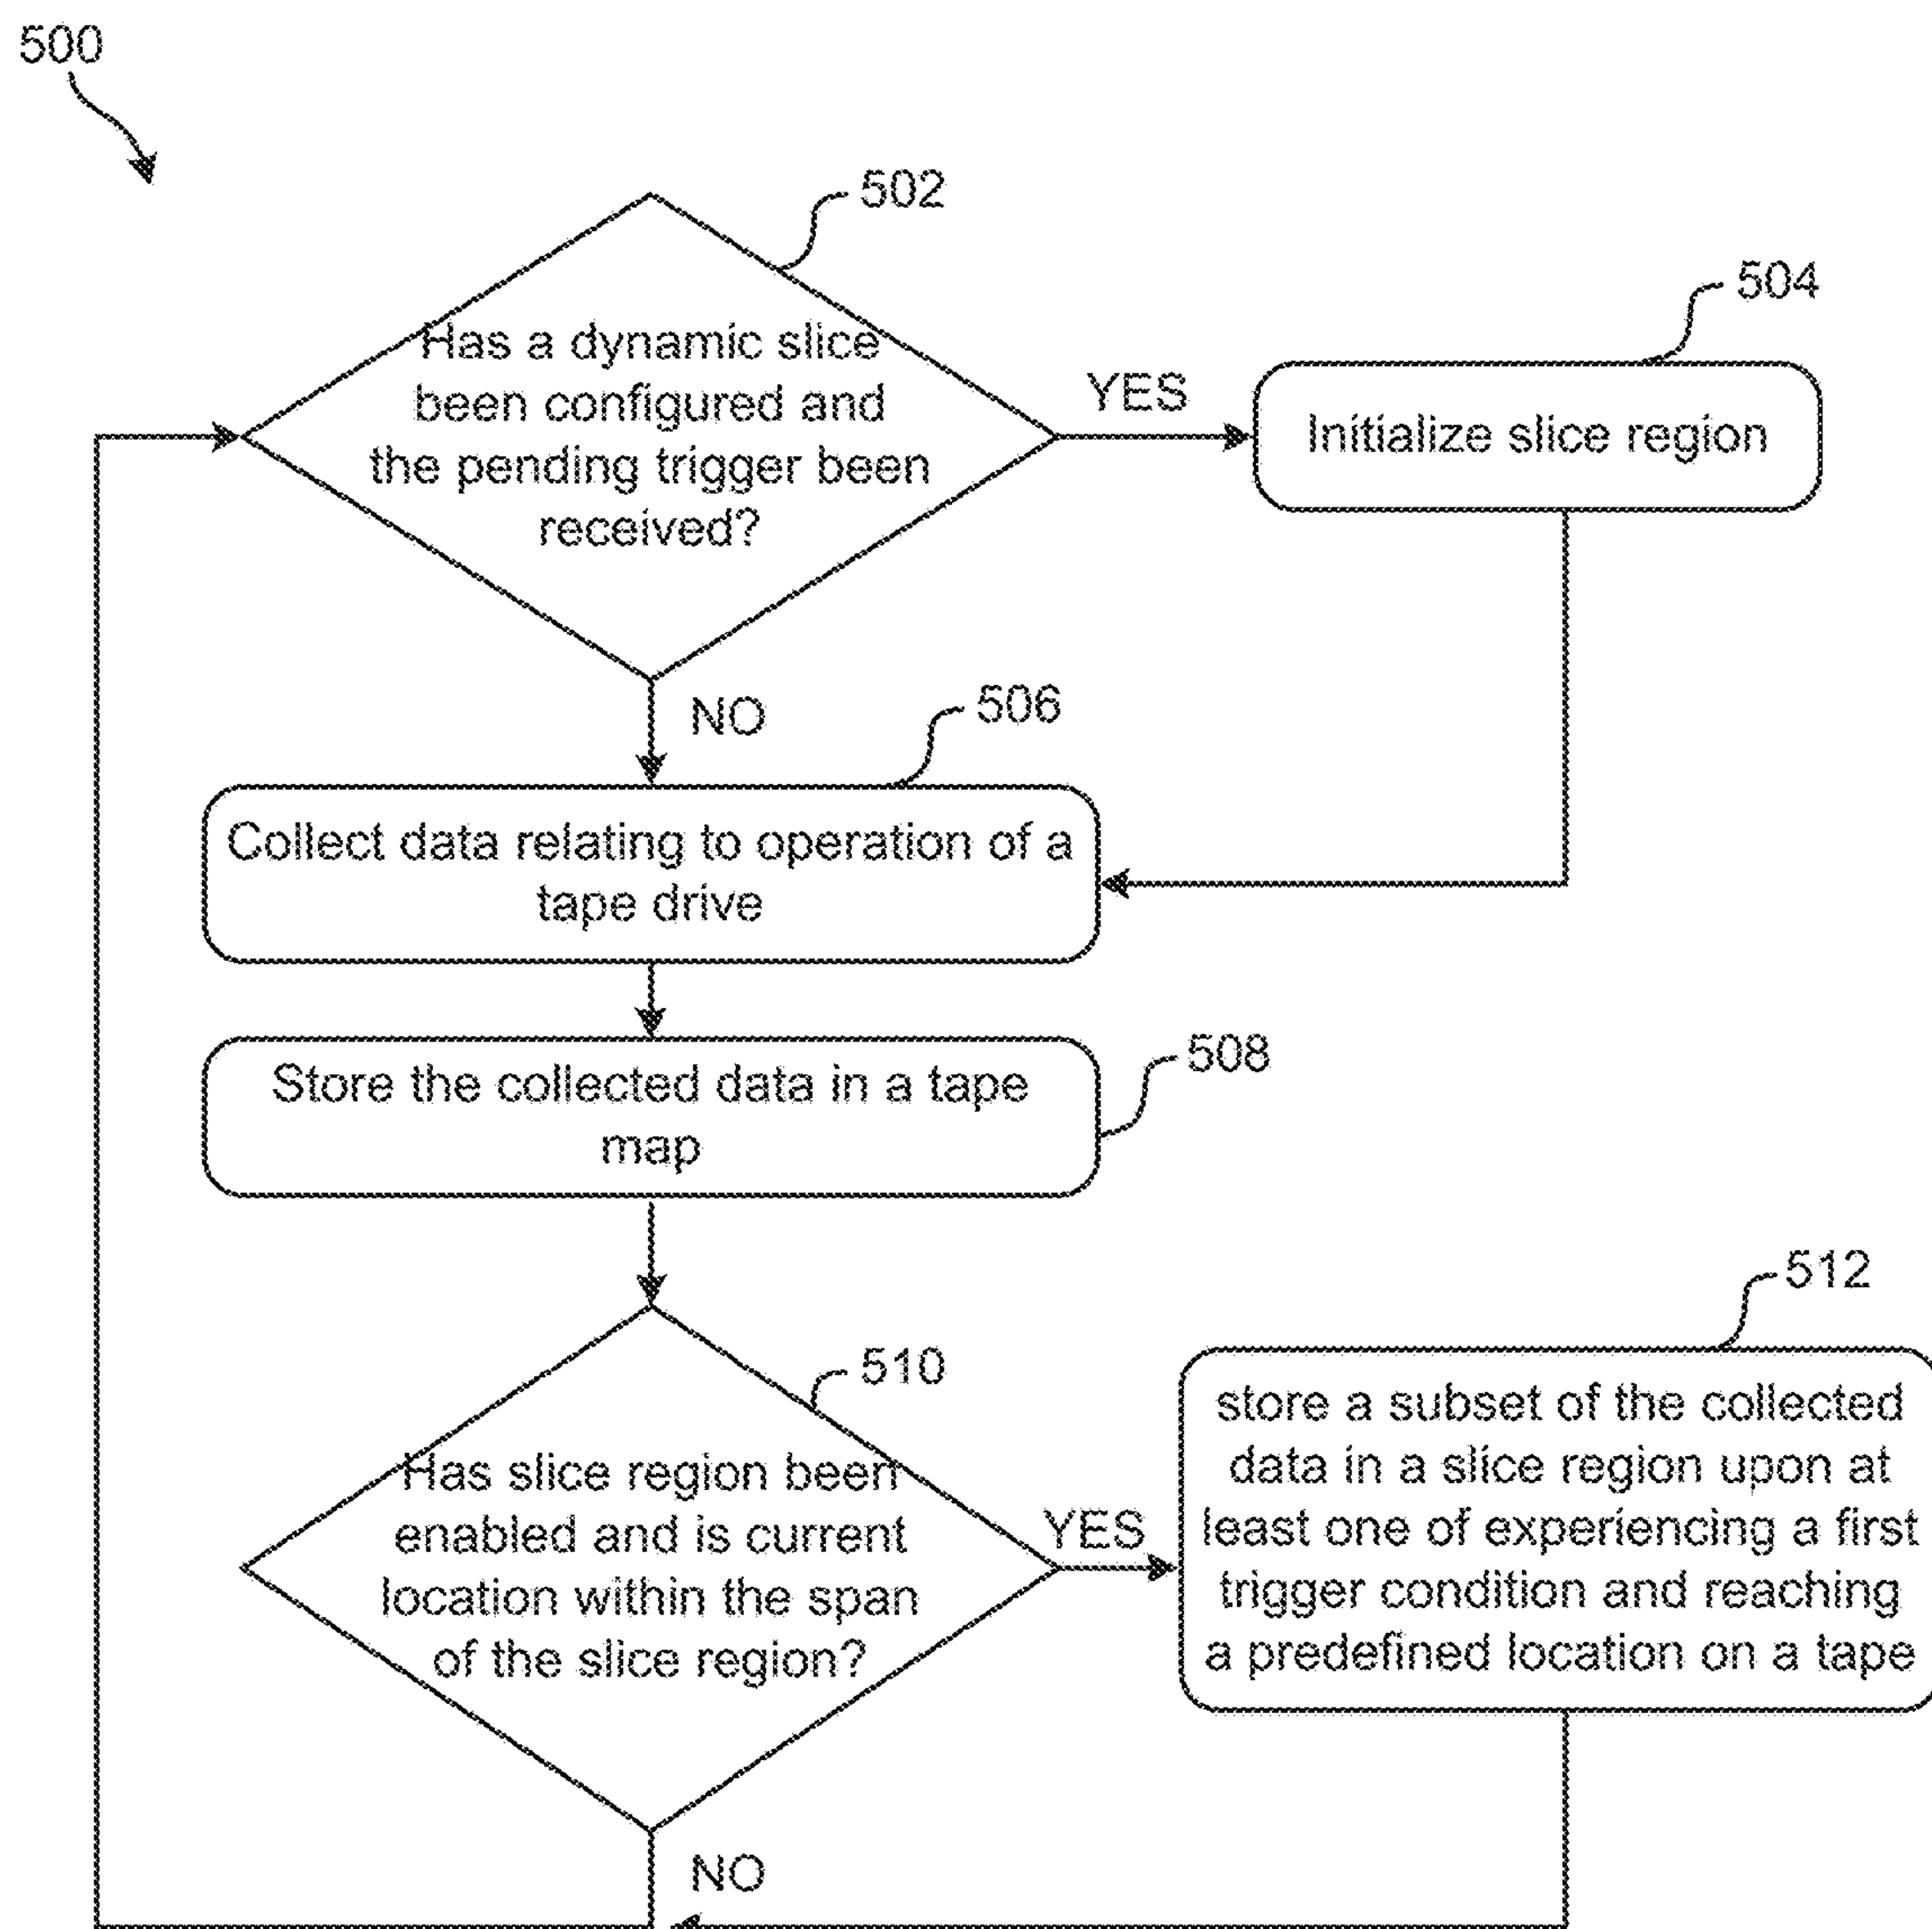 500
502
Has a dynamic slice
been configured and
the pending trigger been
received?
YES
504
Initialize slice region
NO
506
Collect data relating to operation of a
tape drive
508
Store the collected data in a tape
map
510
Has slice region been
enabled and is current
location within the span
of the slice region?
YES
512
store a subset of the collected
data in a slice region upon at
least one of experiencing a first
trigger condition and reaching
a predefined location on a tape
NO